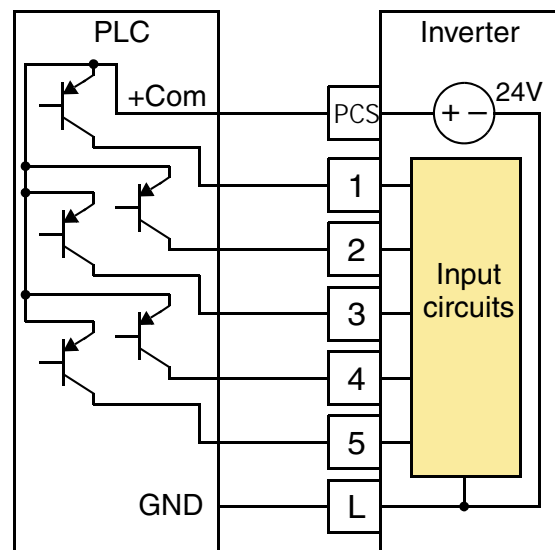 PLC
Inverter
+Com
PCS
+ −
24V
1
2
3
4
5
Input
circuits
GND
L